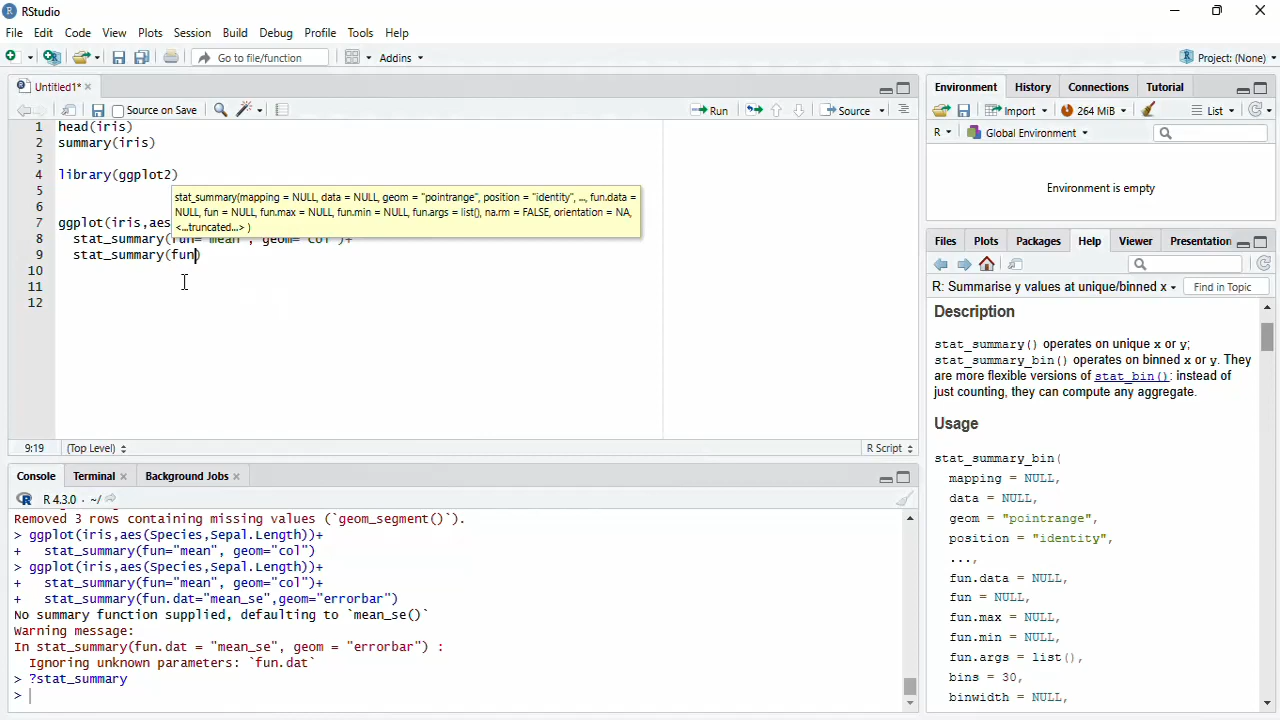 RStudio
File Edit Code View Plots Session Build Debug Profile Tools Help
Go to file/function Addins Project: (None)
Untitled1*
Source on Save Run Source
1 head(iris)
2 summary(iris)
3
4 library(ggplot2)
5
6
7 ggplot(iris,aes
stat_summary(mapping = NULL, data = NULL, geom = "pointrange", position = "identity", ..., fun.data =
NULL, fun = NULL, fun.max = NULL, fun.min = NULL, fun.args = list(), na.rm = FALSE, orientation = NA,
<...truncated...> )
8 stat_summary(fun="mean", geom="col")+
9 stat_summary(fun)
10
11
12
9:19 (Top Level) R Script
Console Terminal Background Jobs
R 4.3.0 · ~/
Removed 3 rows containing missing values (`geom_segment()`).
> ggplot(iris,aes(Species,Sepal.Length))+
+ stat_summary(fun="mean", geom="col")
> ggplot(iris,aes(Species,Sepal.Length))+
+ stat_summary(fun="mean", geom="col")+
+ stat_summary(fun.dat="mean_se",geom="errorbar")
No summary function supplied, defaulting to `mean_se()`
Warning message:
In stat_summary(fun.dat = "mean_se", geom = "errorbar") :
Ignoring unknown parameters: `fun.dat`
> ?stat_summary
>
Environment History Connections Tutorial
Import 264 MiB List
R Global Environment
Environment is empty
Files Plots Packages Help Viewer Presentation
R: Summarise y values at unique/binned x Find in Topic
Description
stat_summary() operates on unique x or y;
stat_summary_bin() operates on binned x or y. They
are more flexible versions of stat_bin(): instead of
just counting, they can compute any aggregate.
Usage
stat_summary_bin(
mapping = NULL,
data = NULL,
geom = "pointrange",
position = "identity",
...,
fun.data = NULL,
fun = NULL,
fun.max = NULL,
fun.min = NULL,
fun.args = list(),
bins = 30,
binwidth = NULL,